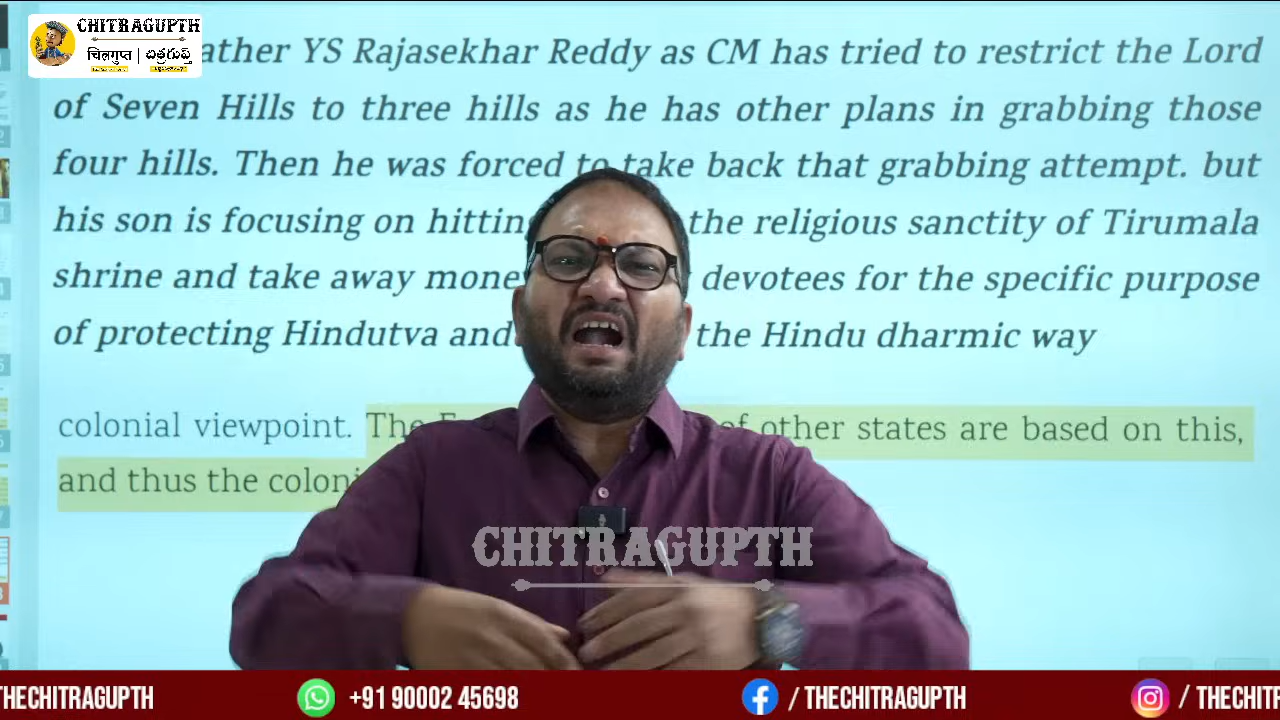 CHITRAGUPTH
चित्रगुप्त | చిత్రగుప్త్
ather YS Rajasekhar Reddy as CM has tried to restrict the Lord
of Seven Hills to three hills as he has other plans in grabbing those
four hills. Then he was forced to take back that grabbing attempt. but
his son is focusing on hitting the religious sanctity of Tirumala
shrine and take away mone devotees for the specific purpose
of protecting Hindutva and the Hindu dharmic way
colonial viewpoint. The of other states are based on this,
and thus the coloni
CHITRAGUPTH
THECHITRAGUPTH +91 90002 45698 / THECHITRAGUPTH / THECHITR